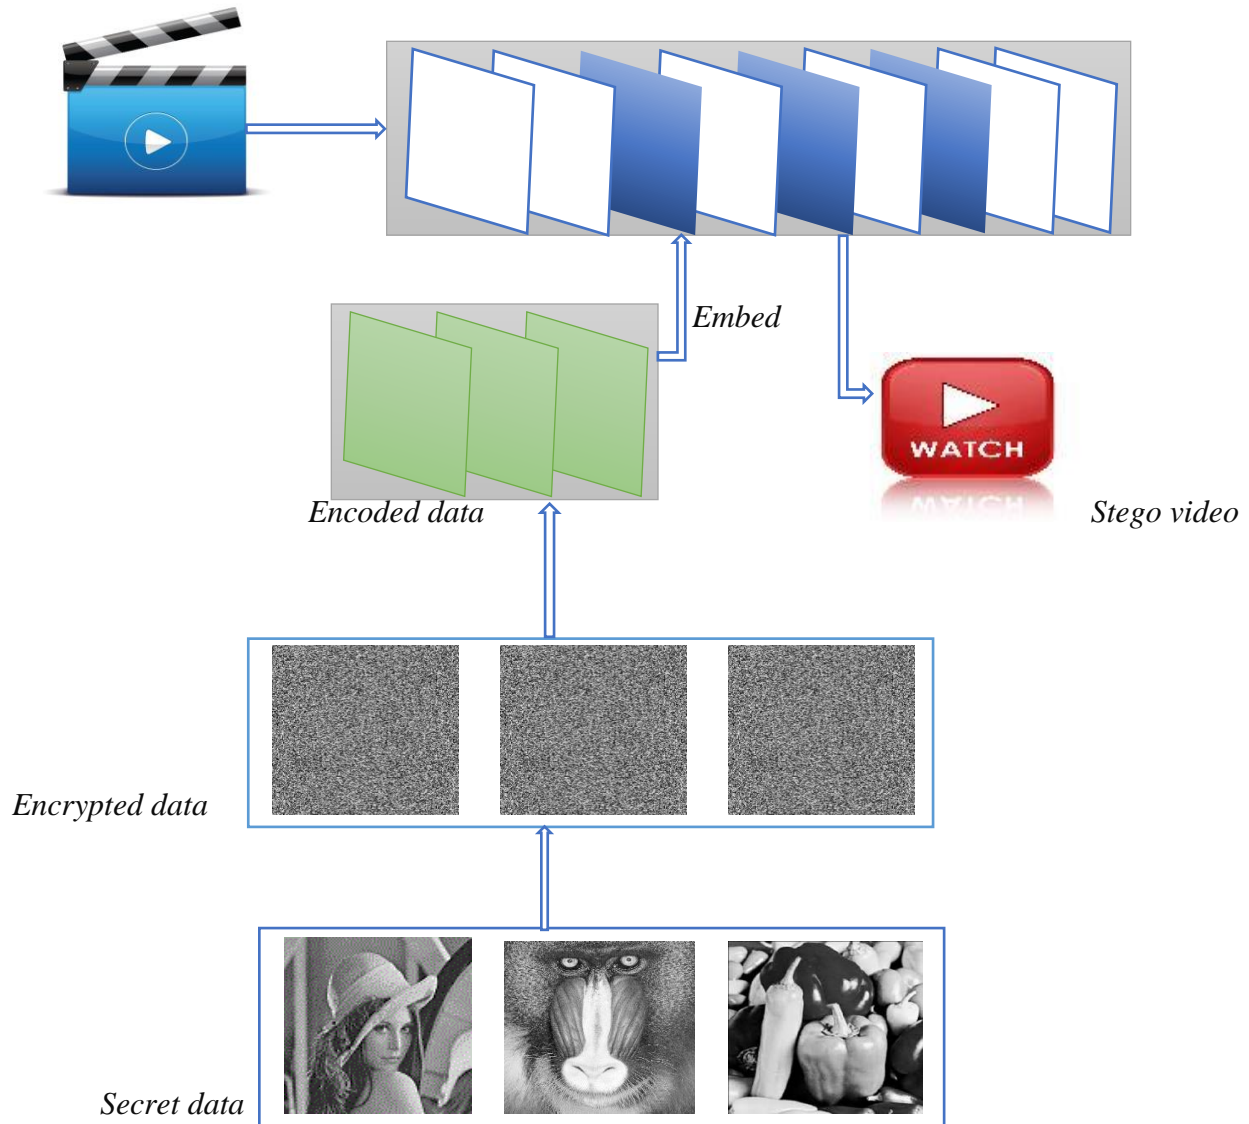 Embed
WATCH
Encoded data
Stego video
Encrypted data
Secret data